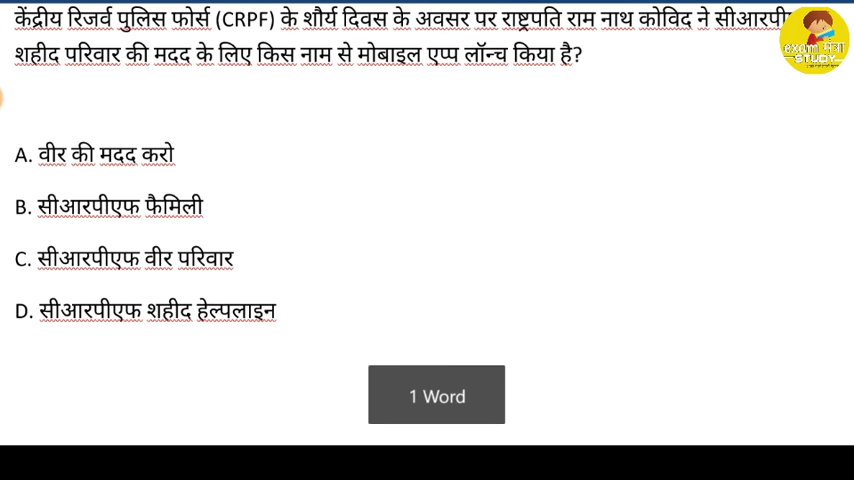 केंद्रीय रिजर्व पुलिस फोर्स (CRPF) के शौर्य दिवस के अवसर पर राष्ट्रपति राम नाथ कोविद ने
शहीद परिवार की मदद के लिए किस नाम से मोबाइल एप्प लॉन्च किया है?
A. वीर की मदद करो
B. सीआरपीएफ फैमिली
C. सीआरपीएफ वीर परिवार
D. सीआरपीएफ शहीद हेल्पलाइन
1 Word
exam मंत्रा
STUDY